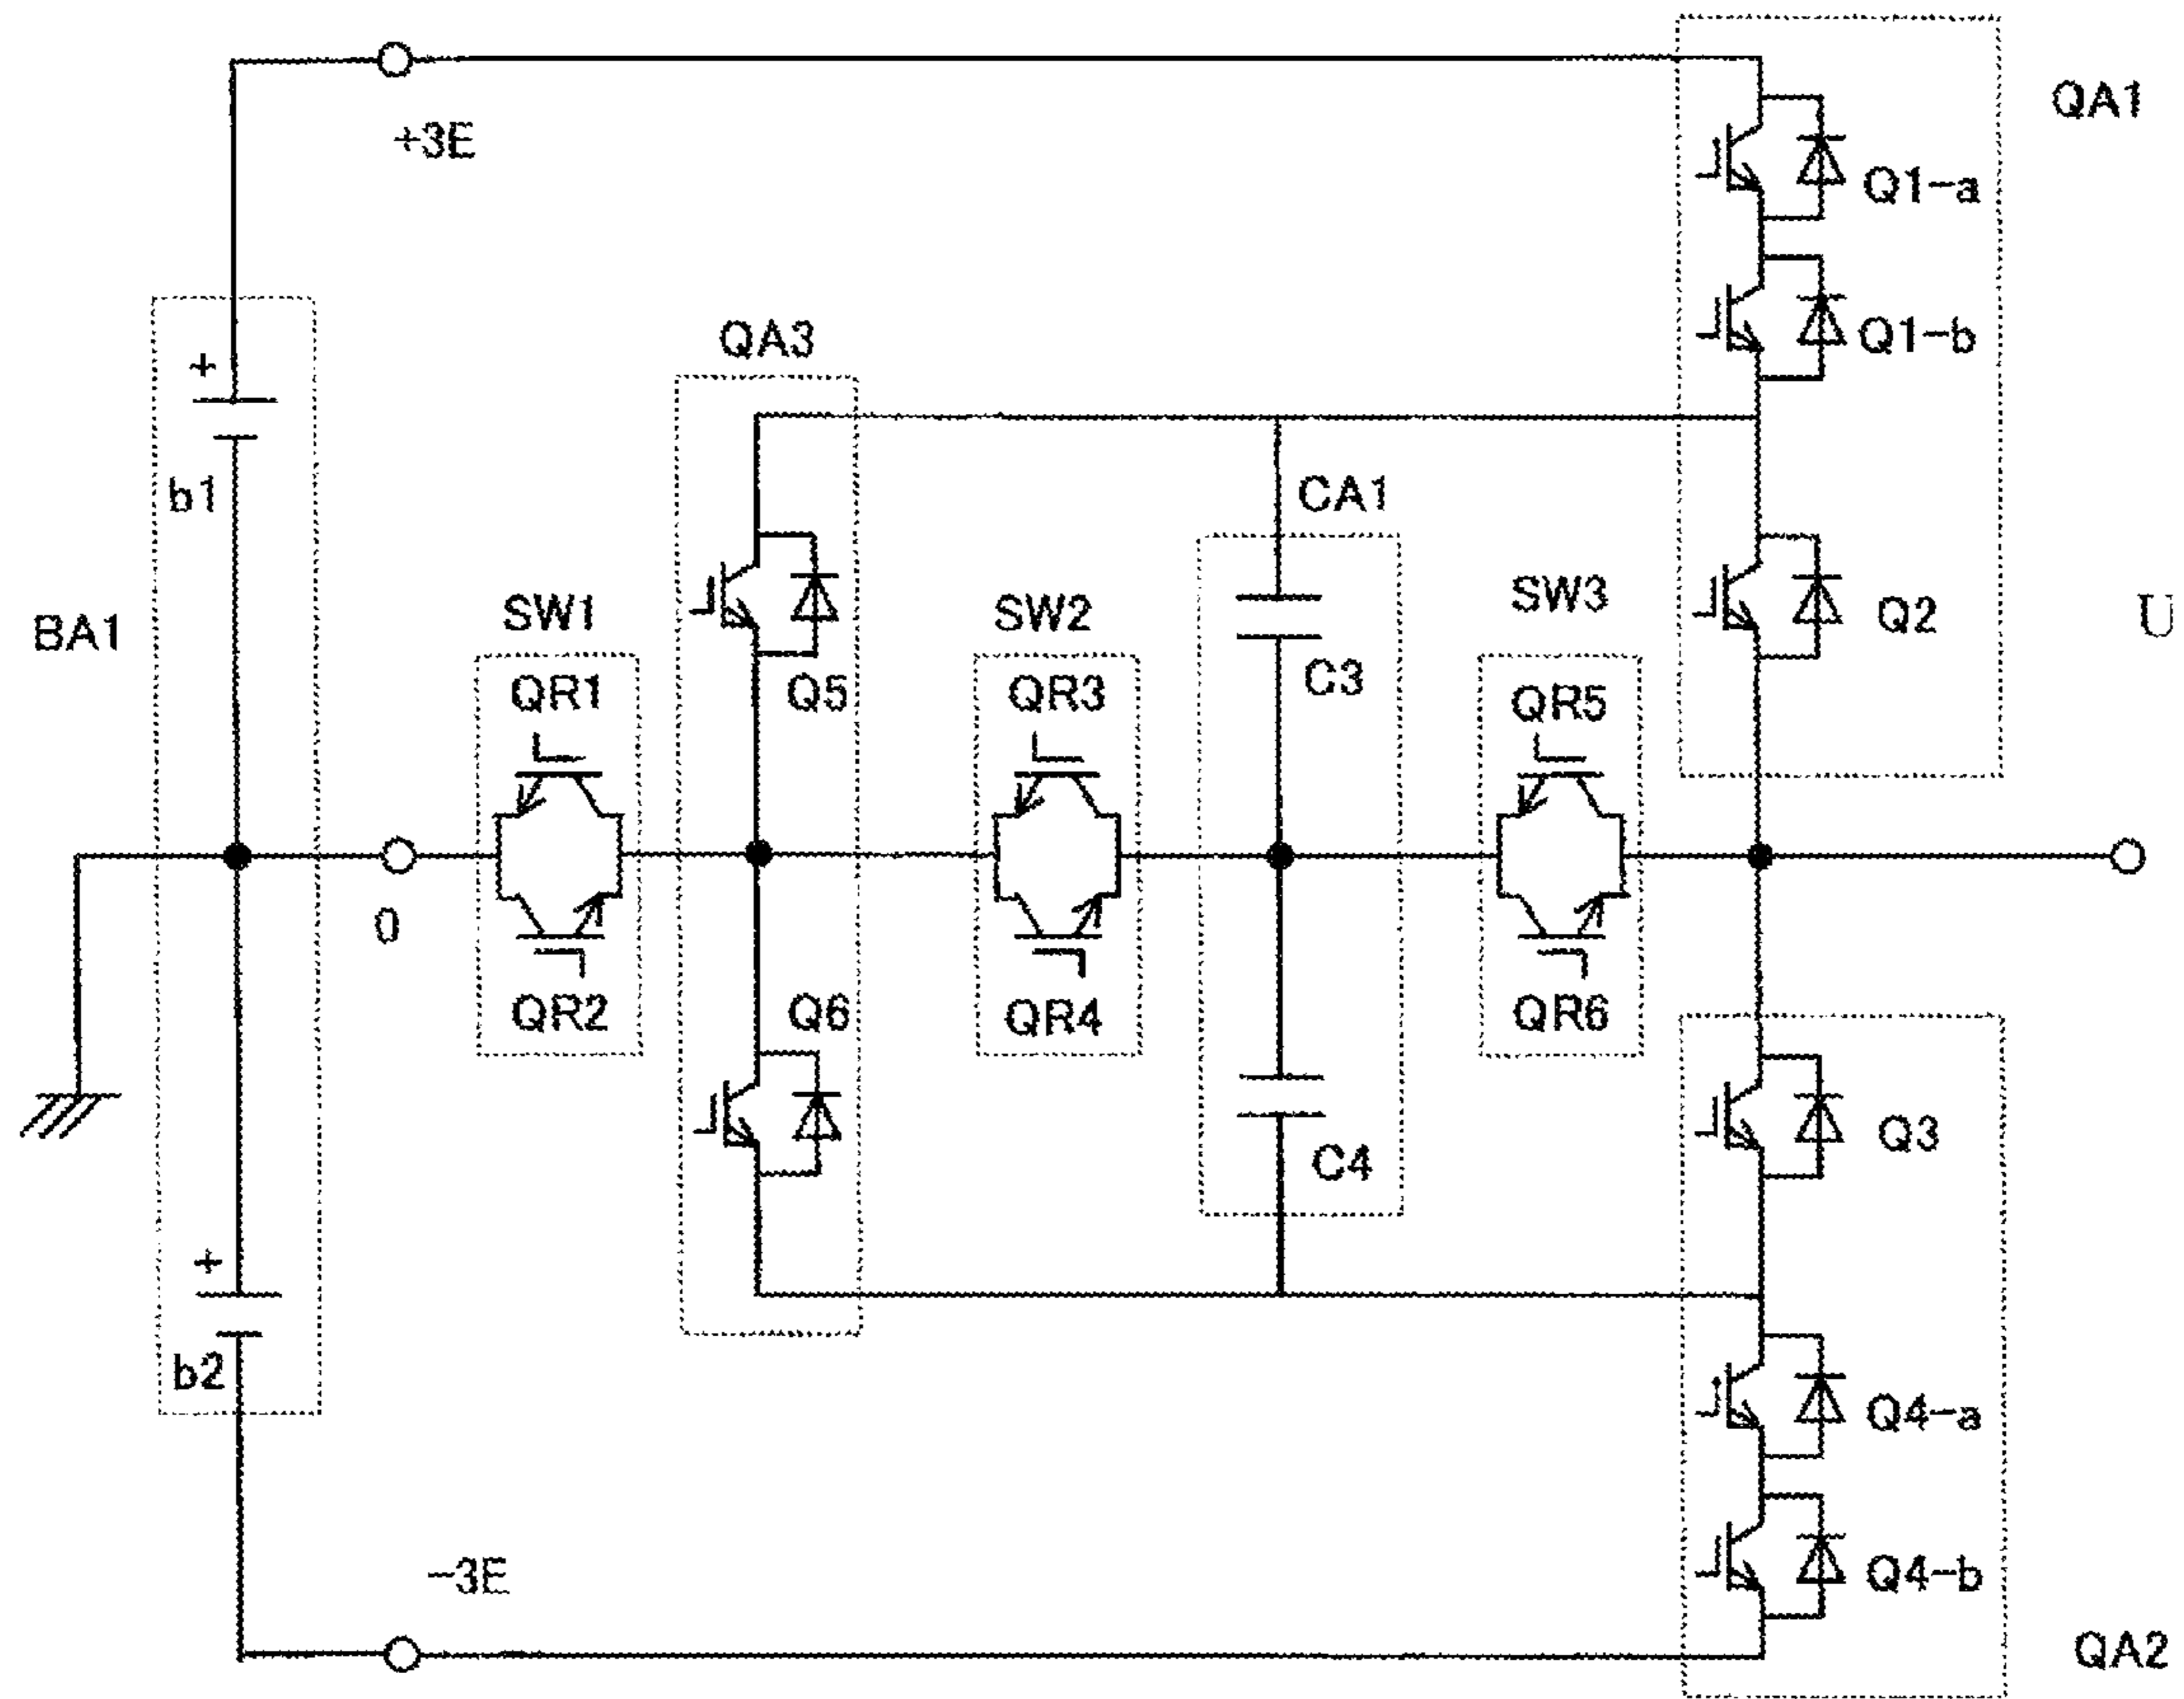 QA1
+3E
Q1-a
Q1-b
QA3
+
b1
CA1
BA1
SW1
SW2
SW3
Q2
U
QR1
Q5
QR3
C3
QR5
0
QR2
Q6
QR4
QR6
Q3
C4
+
b2
Q4-a
-3E
Q4-b
QA2